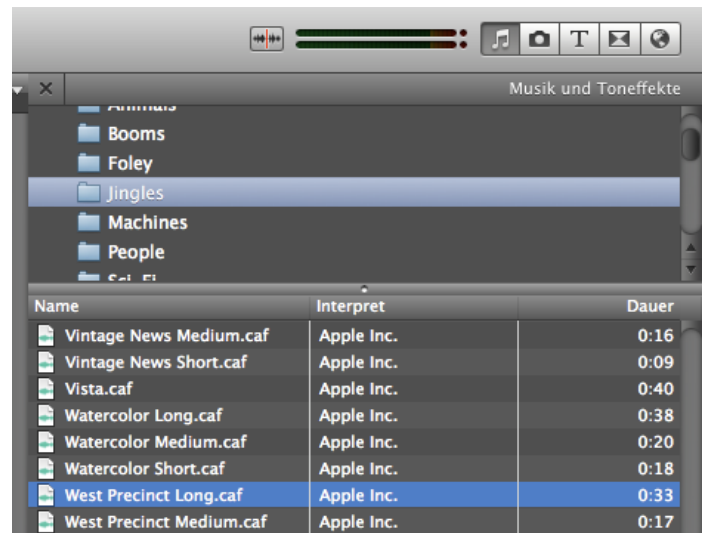 T
Musik und Toneffekte
Animals
Booms
Foley
Jingles
Machines
People
Sci-Fi
Name Interpret Dauer
Vintage News Medium.caf Apple Inc. 0:16
Vintage News Short.caf Apple Inc. 0:09
Vista.caf Apple Inc. 0:40
Watercolor Long.caf Apple Inc. 0:38
Watercolor Medium.caf Apple Inc. 0:20
Watercolor Short.caf Apple Inc. 0:18
West Precinct Long.caf Apple Inc. 0:33
West Precinct Medium.caf Apple Inc. 0:17